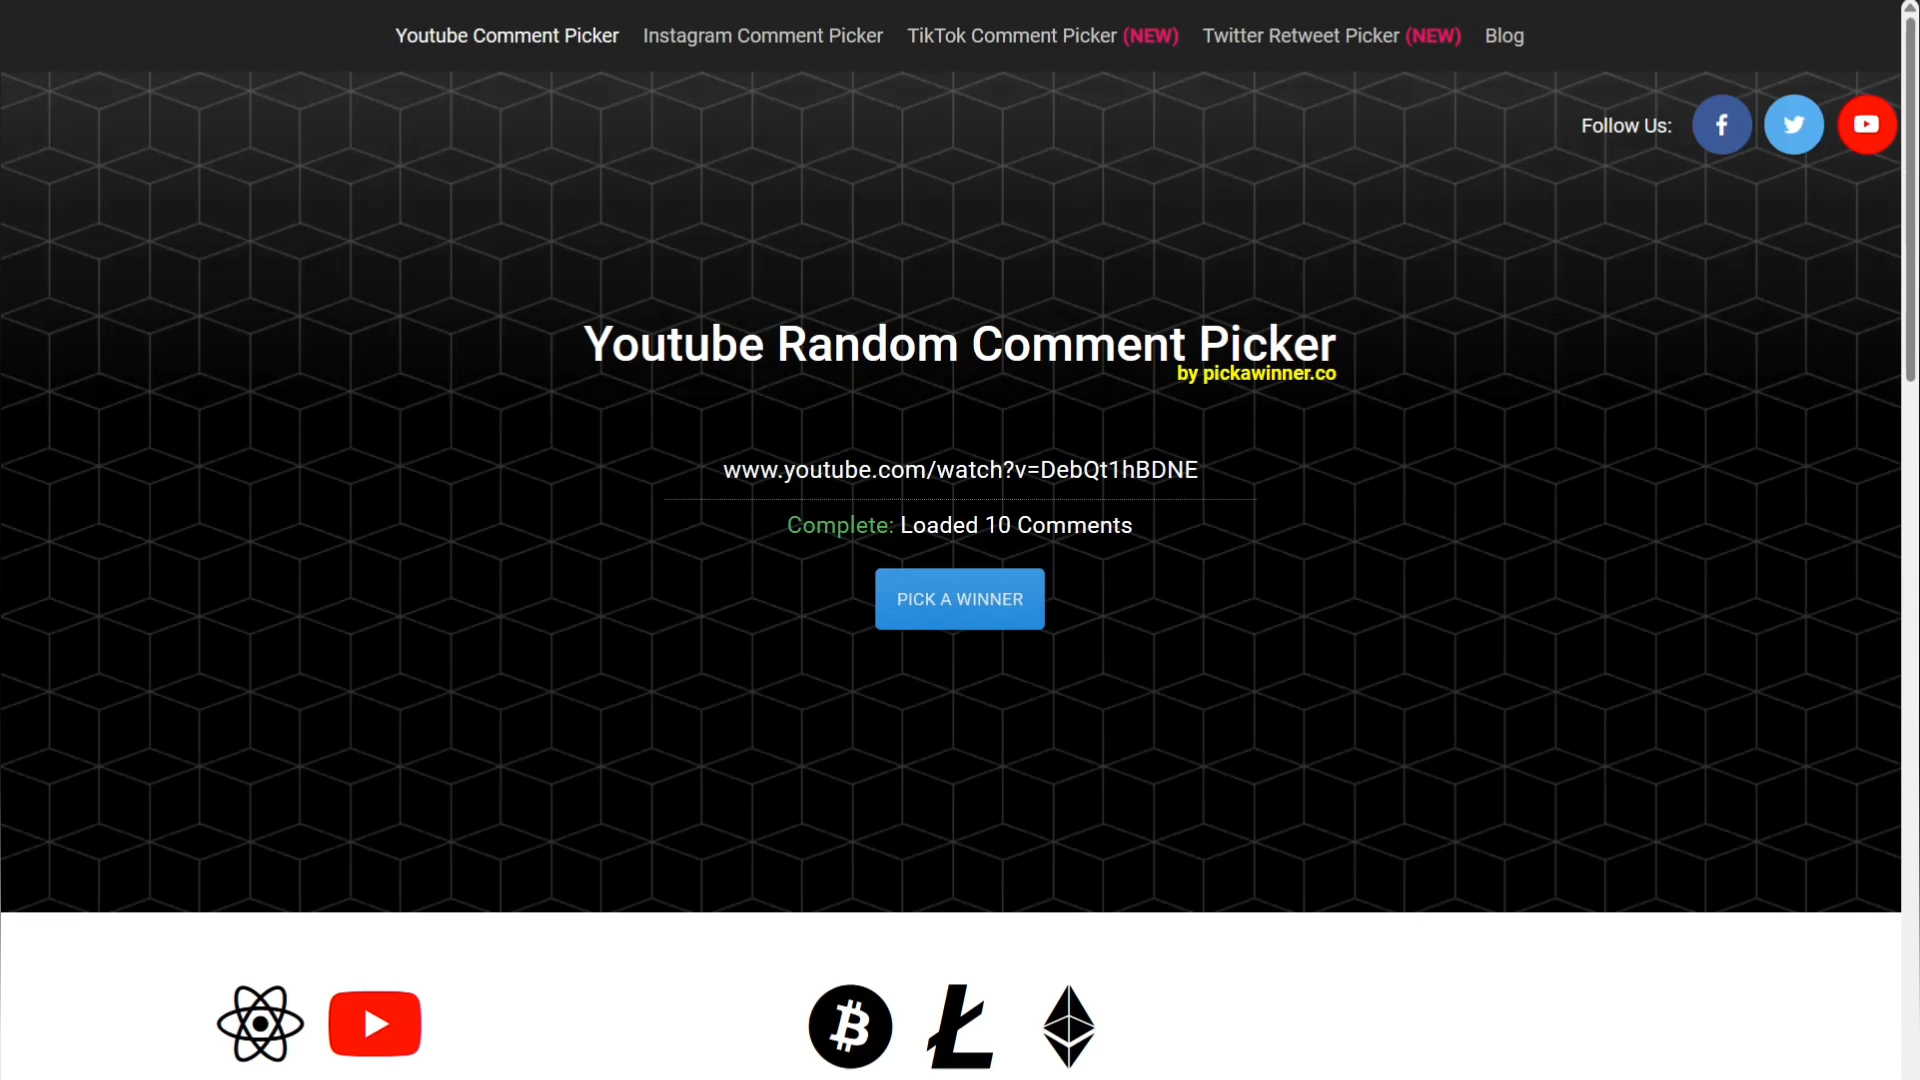 Youtube Comment Picker Instagram Comment Picker TikTok Comment Picker (NEW) Twitter Retweet Picker (NEW) Blog
Follow Us:
Youtube Random Comment Picker
by pickawinner.co
www.youtube.com/watch?v=DebQt1hBDNE
Complete: Loaded 10 Comments
PICK A WINNER